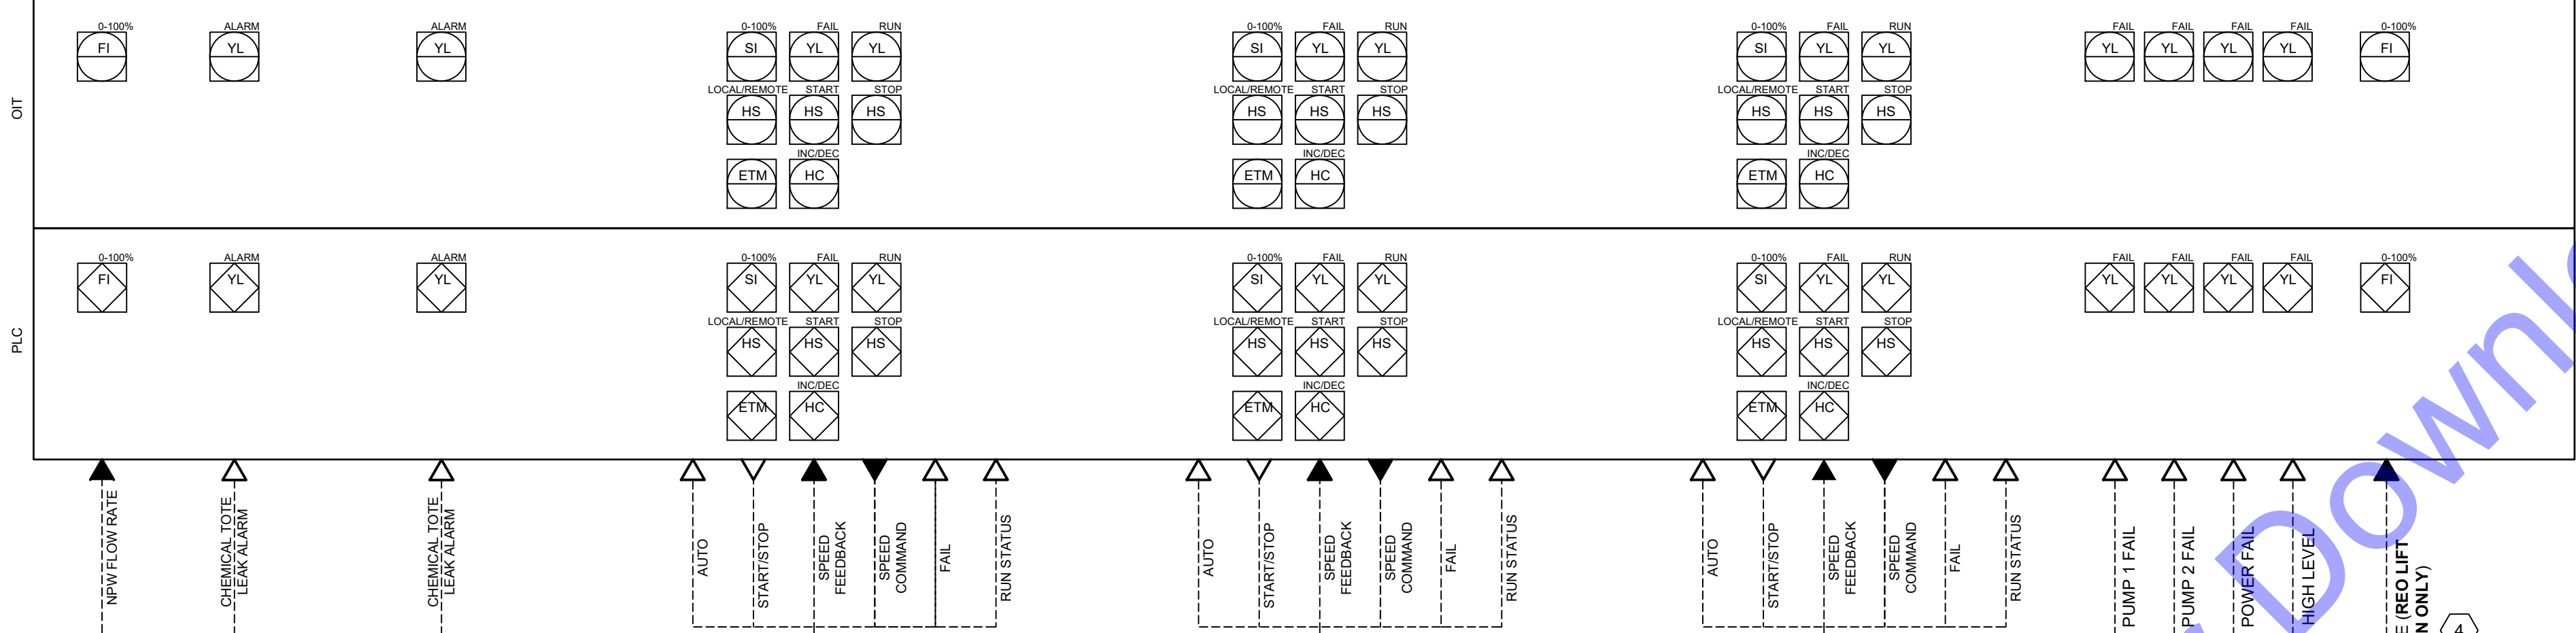 OIT
0-100% ALARM ALARM 0-100% FAIL RUN 0-100% FAIL RUN 0-100% FAIL RUN FAIL FAIL FAIL FAIL 0-100%
FI YL YL SI YL YL SI YL YL SI YL YL YL YL YL YL FI
LOCAL/REMOTE START STOP LOCAL/REMOTE START STOP LOCAL/REMOTE START STOP
HS HS HS HS HS HS HS HS HS
INC/DEC INC/DEC INC/DEC
ETM HC ETM HC ETM HC
PLC
0-100% ALARM ALARM 0-100% FAIL RUN 0-100% FAIL RUN 0-100% FAIL RUN FAIL FAIL FAIL FAIL 0-100%
FI YL YL SI YL YL SI YL YL SI YL YL YL YL YL YL FI
LOCAL/REMOTE START STOP LOCAL/REMOTE START STOP LOCAL/REMOTE START STOP
HS HS HS HS HS HS HS HS HS
INC/DEC INC/DEC INC/DEC
ETM HC ETM HC ETM HC
NPW FLOW RATE
CHEMICAL TOTE
LEAK ALARM
CHEMICAL TOTE
LEAK ALARM
AUTO
START/STOP
SPEED
FEEDBACK
SPEED
COMMAND
FAIL
RUN STATUS
AUTO
START/STOP
SPEED
FEEDBACK
SPEED
COMMAND
FAIL
RUN STATUS
AUTO
START/STOP
SPEED
FEEDBACK
SPEED
COMMAND
FAIL
RUN STATUS
PUMP 1 FAIL
PUMP 2 FAIL
POWER FAIL
HIGH LEVEL
(REO LIFT
ONLY)
4